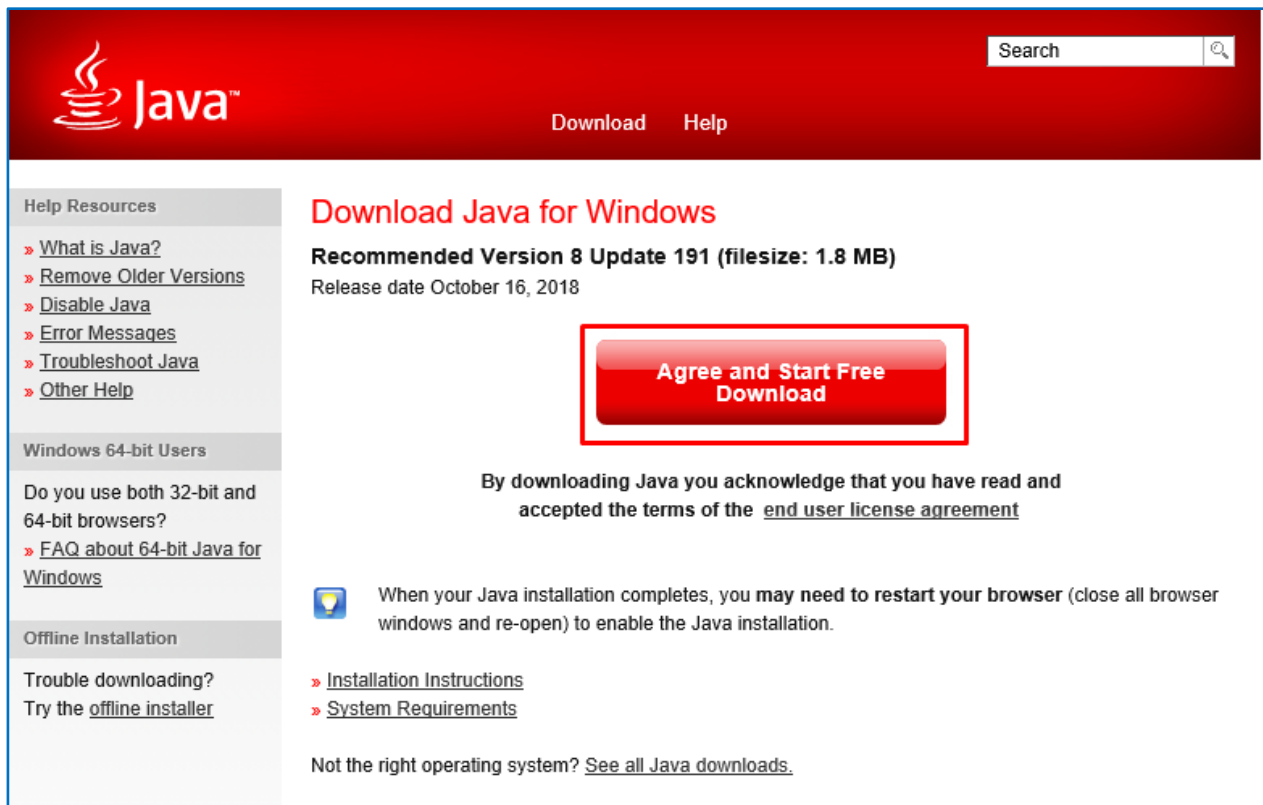 Java™
Search
Download Help
Help Resources
» What is Java?
» Remove Older Versions
» Disable Java
» Error Messages
» Troubleshoot Java
» Other Help
Windows 64-bit Users
Do you use both 32-bit and
64-bit browsers?
» FAQ about 64-bit Java for
Windows
Offline Installation
Trouble downloading?
Try the offline installer
Download Java for Windows
Recommended Version 8 Update 191 (filesize: 1.8 MB)
Release date October 16, 2018
Agree and Start Free
Download
By downloading Java you acknowledge that you have read and
accepted the terms of the end user license agreement
When your Java installation completes, you may need to restart your browser (close all browser
windows and re-open) to enable the Java installation.
» Installation Instructions
» System Requirements
Not the right operating system? See all Java downloads.